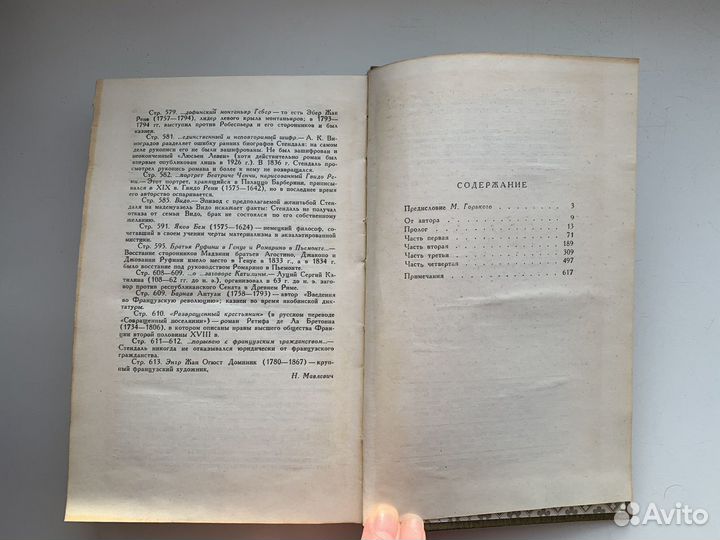 Стр. 579. ...дофинский монтаньяр Гебер — то есть Эбер Жак
Рене (1757—1794), лидер левого крыла монтаньяров; в 1793—
1794 гг. выступил против Робеспьера и его сторонников и был
казнен.
Стр. 581. ...единственный и неповторимый шифр.— А. К. Ви-
ноградов разделяет ошибку ранних биографов Стендаля: на самом
деле рукописи его не были зашифрованы. Не был зашифрован и
неоконченный «Люсьен Левен» (хотя действительно роман был
впервые опубликован лишь в 1926 г.). В 1836 г. Стендаль про-
смотрел рукопись романа и более к нему не возвращался.
Стр. 582. ...портрет Беатриче Ченчи, нарисованный Гвидо Ре-
ни.— Этот портрет, хранящийся в Палаццо Барберини, приписывал-
ся в XIX в. Гвидо Рени (1575—1642), но в последнее время
его авторство оспаривается.
Стр. 585. Видо.— Эпизод с предполагаемой женитьбой Стен-
даля на мадемуазель Видо искажает факты: Стендаль не получал
отказа от семьи Видо, брак не состоялся по его собственному
желанию.
Стр. 591. Яков Бем (1575—1624) — немецкий философ, соче-
тавший в своем учении черты материализма и экзальтированной
мистики.
Стр. 595. Братья Руфини в Генуе и Ромарино в Пьемонте.—
Восстание сторонников Мадзини братьев Агостино, Джакопо и
Джованни Руфини имело место в Генуе в 1833 г., а в 1834 г.
было восстание под руководством Ромарино в Пьемонте.
Стр. 608—609. ...о... заговоре Катилины.— Луций Сергий Ка-
тилина (108—62 гг. до н. э.), организовал в 63 г. до н. э. заго-
вор против республиканского Сената в Древнем Риме.
Стр. 609. Барнав Антуан (1758—1793) — автор «Введения
во Французскую революцию»; казнен во время якобинской дик-
татуры.
Стр. 610. «Развращенный крестьянин» (в русском переводе
«Совращенный поселянин») — роман Ретифа де Ла Бретонна
(1734—1806), в котором описаны нравы высшего общества Фран-
ции второй половины XVIII в.
Стр. 611—612. ...порываю с французским гражданством.—
Стендаль никогда не отказывался юридически от французского
гражданства.
Стр. 613. Энгр Жан Огюст Доминик (1780—1867) — круп-
ный французский художник.
Н. Мавлевич
СОДЕРЖАНИЕ
Предисловие М. Горького . . . 3
От автора . . . 9
Пролог . . . 13
Часть первая . . . 71
Часть вторая . . . 189
Часть третья . . . 309
Часть четвертая . . . 497
Примечания . . . 617
Avito